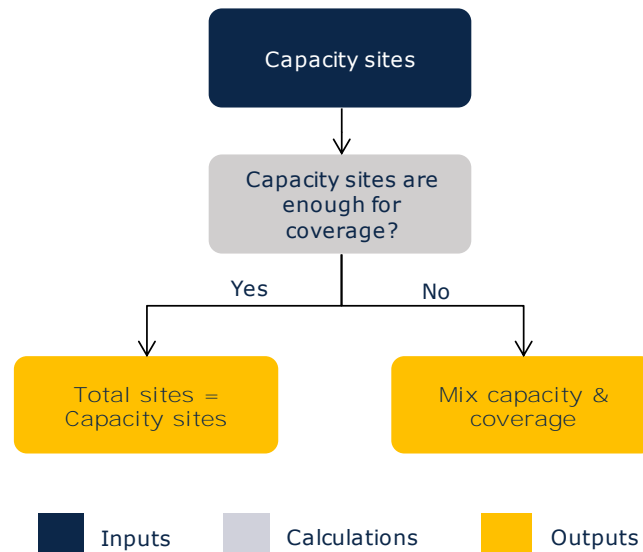 Capacity sites
Capacity sites are
enough for
coverage?
Yes
No
Total sites =
Capacity sites
Mix capacity &
coverage
Inputs
Calculations
Outputs